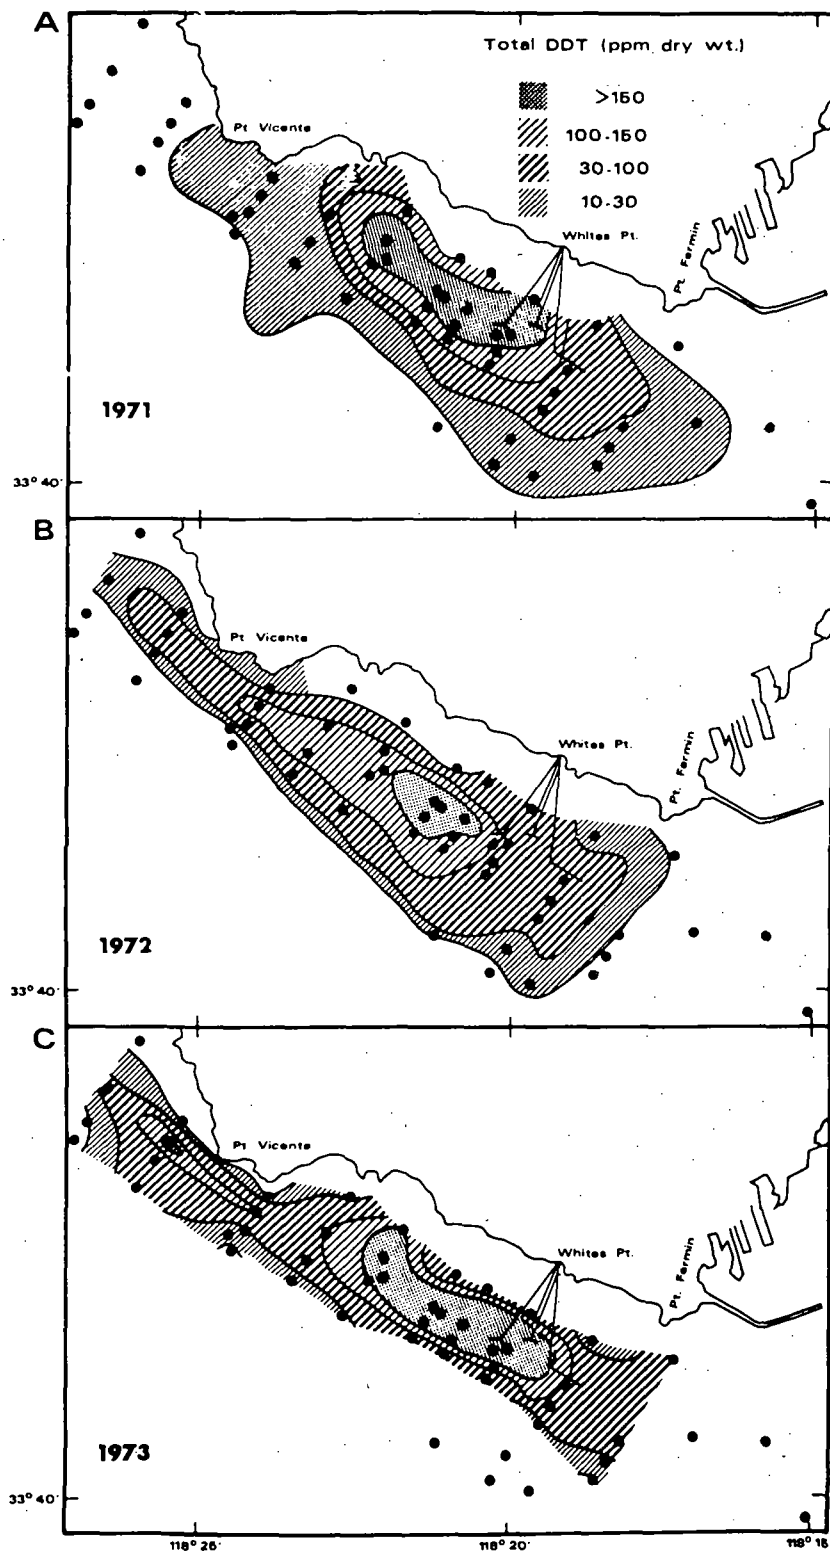 A
Total DDT (ppm dry wt.)
>150
100-150
30-100
10-30
Pt Vicente
Whites Pt.
Pt. Fermin
1971
33° 40'
B
Pt Vicente
Whites Pt.
Pt. Fermin
1972
33° 40'
C
Pt Vicente
Whites Pt.
Pt. Fermin
1973
33° 40'
118° 25'
118° 20'
118° 15'